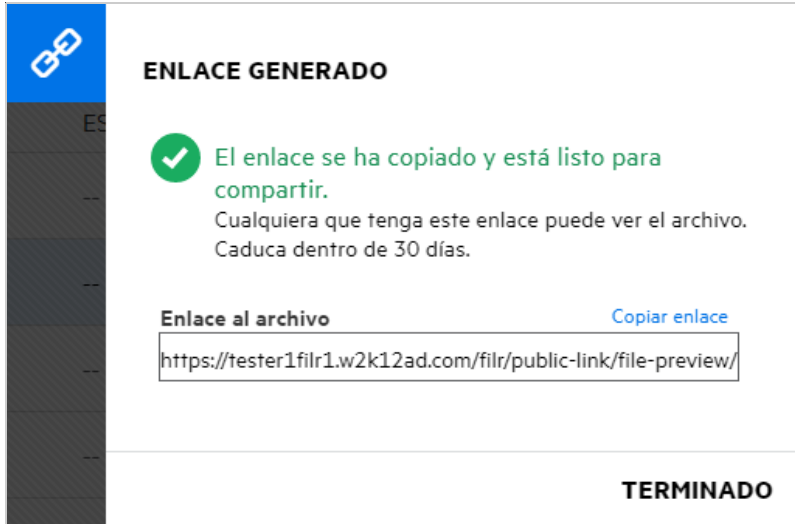 ENLACE GENERADO
ES
El enlace se ha copiado y está listo para
compartir.
Cualquiera que tenga este enlace puede ver el archivo.
Caduca dentro de 30 días.
--
--
Enlace al archivo
Copiar enlace
https://tester1filr1.w2k12ad.com/filr/public-link/file-preview/
--
--
TERMINADO